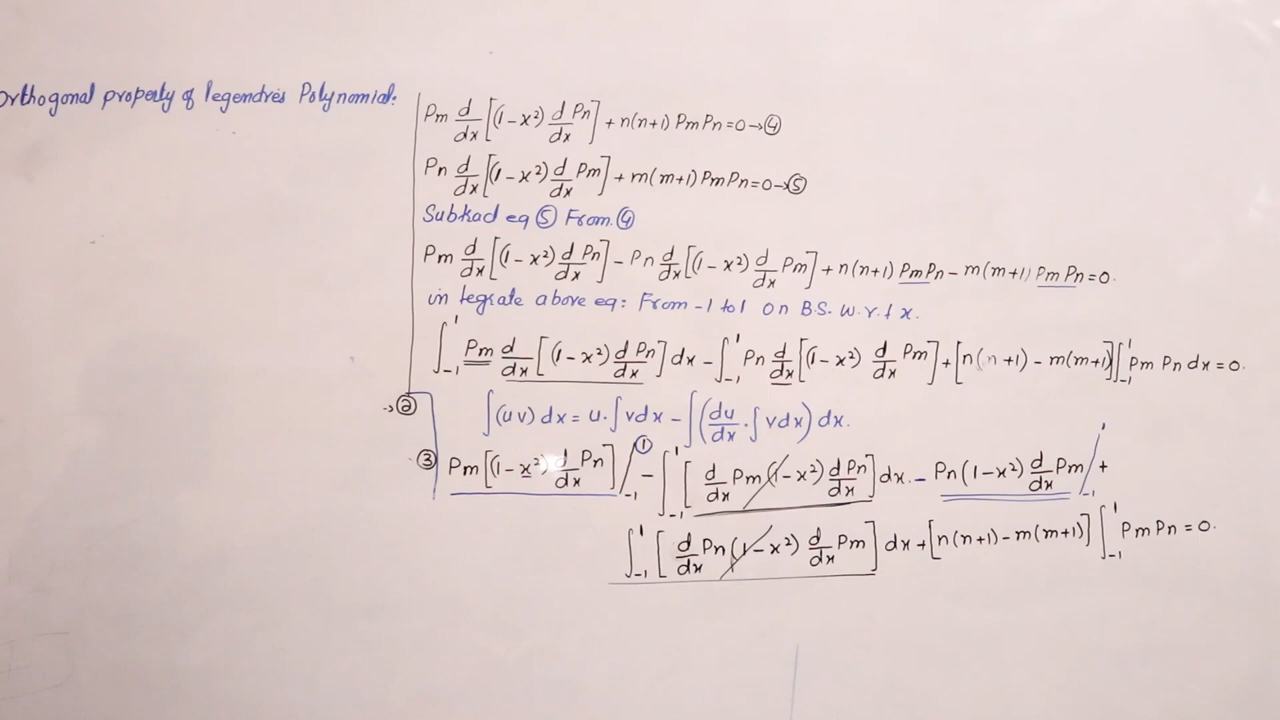 Orthogonal property of legendre's Polynomial:
Pm d/dx [(1-x²) d Pn/dx] + n(n+1) Pm Pn = 0 → ④
Pn d/dx [(1-x²) d/dx Pm] + m(m+1) Pm Pn = 0 → ⑤
Subtrad eq ⑤ From ④
Pm d/dx [(1-x²) d Pn/dx] - Pn d/dx [(1-x²) d/dx Pm] + n(n+1) Pm Pn - m(m+1) Pm Pn = 0.
in tegrate above eq: From -1 to 1 on B.S. w.r.t x.
∫₋₁¹ Pm d/dx [(1-x²) d Pn/dx] dx - ∫₋₁¹ Pn d/dx [(1-x²) d/dx Pm] + [n(n+1) - m(m+1)] ∫₋₁¹ Pm Pn dx = 0.
→ ②
∫(uv) dx = u.∫vdx - ∫(du/dx . ∫vdx) dx.
③
Pm [(1-x²) d/dx Pn] /₋₁① - ∫₋₁¹ [d/dx Pm (1-x²) d Pn/dx] dx. - Pn (1-x²) d/dx Pm /₋₁¹ +
∫₋₁¹ [d/dx Pn (1-x²) d/dx Pm] dx + [n(n+1) - m(m+1)] ∫₋₁¹ Pm Pn = 0.